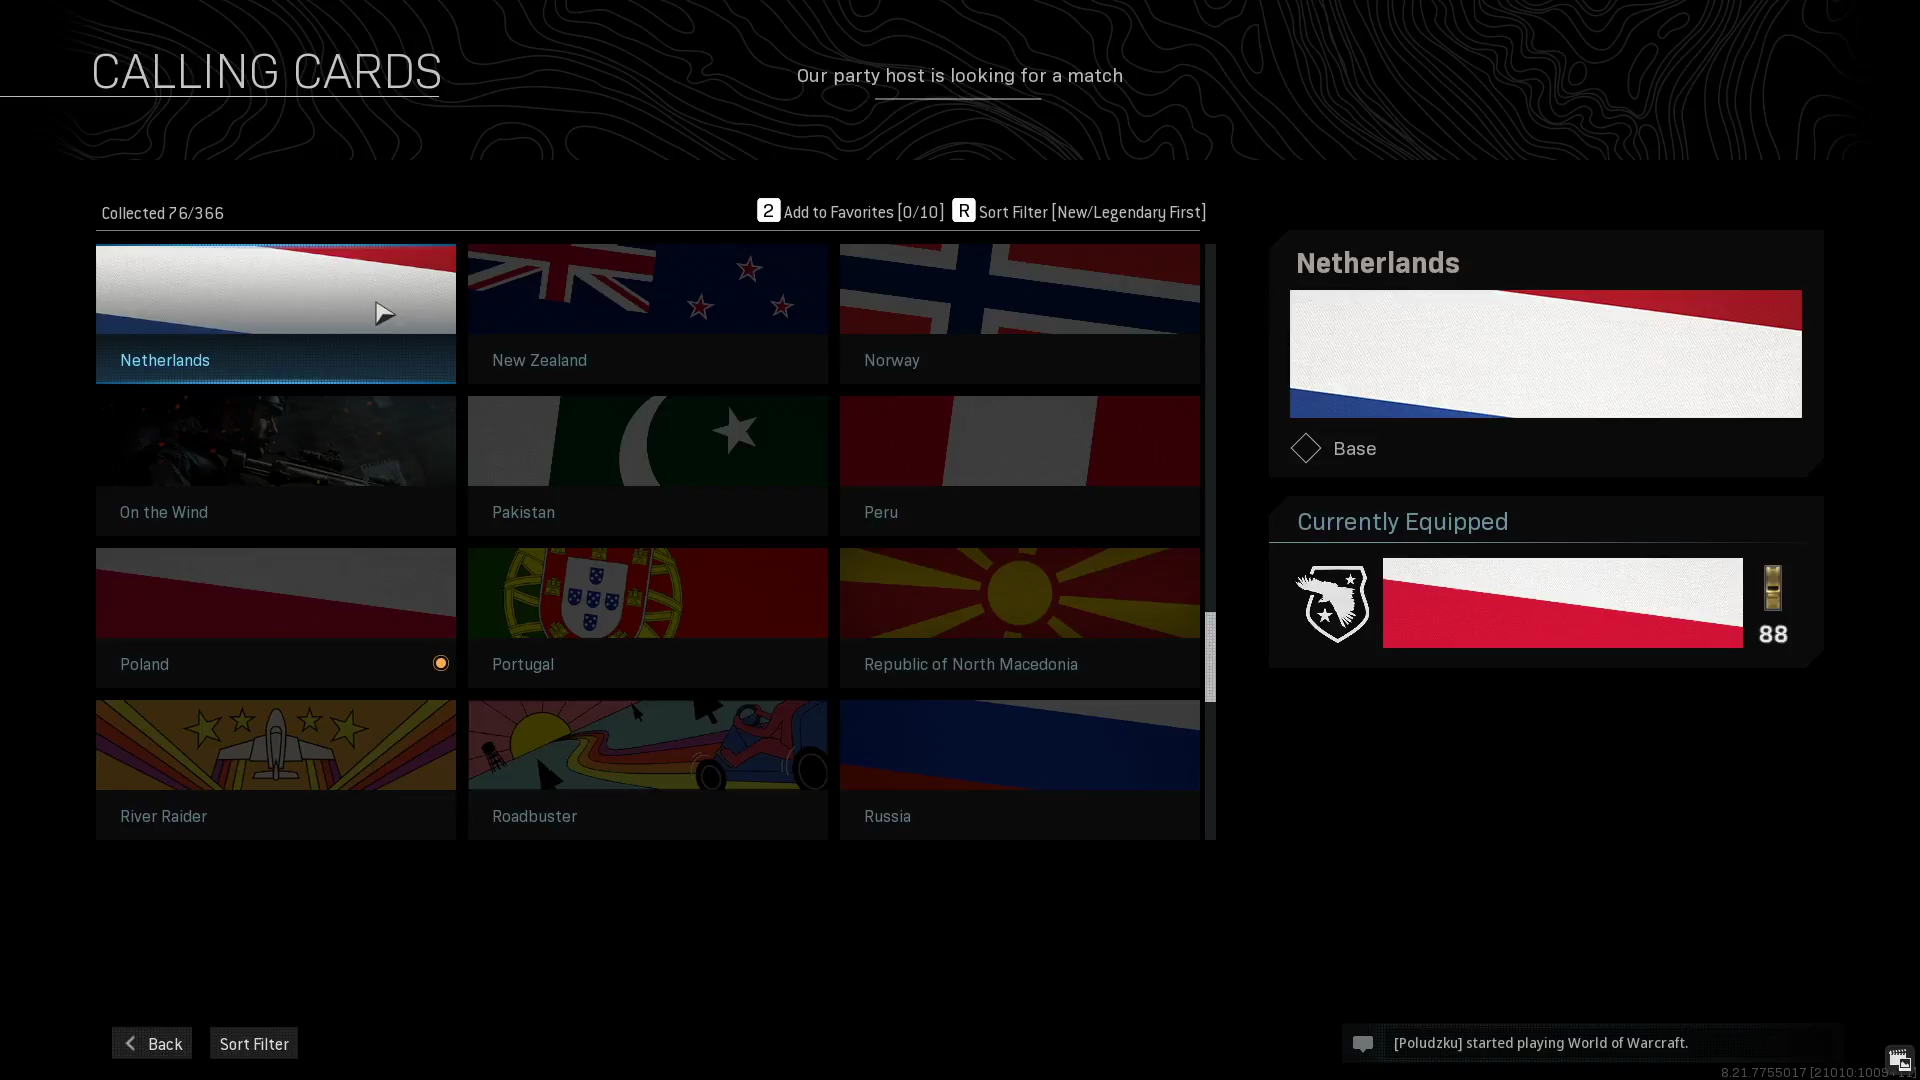 CALLING CARDS
Our party host is looking for a match
Collected 76/366
2 Add to Favorites [0/10] R Sort Filter [New/Legendary First]
Netherlands
New Zealand
Norway
On the Wind
Pakistan
Peru
Poland
Portugal
Republic of North Macedonia
River Raider
Roadbuster
Russia
Netherlands
Base
Currently Equipped
88
Back
Sort Filter
[Poludzku] started playing World of Warcraft.